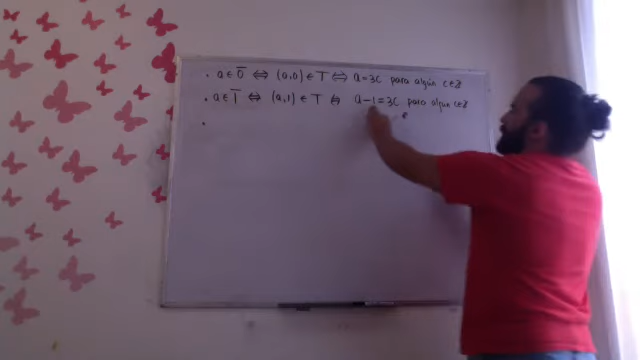 · a ∈ 0̅ ⇔ (a,0) ∈ T ⇔ a=3c para algún c∈ℤ
· a ∈ 1̅ ⇔ (a,1) ∈ T ⇔ a-1=3c para algún c∈ℤ
·